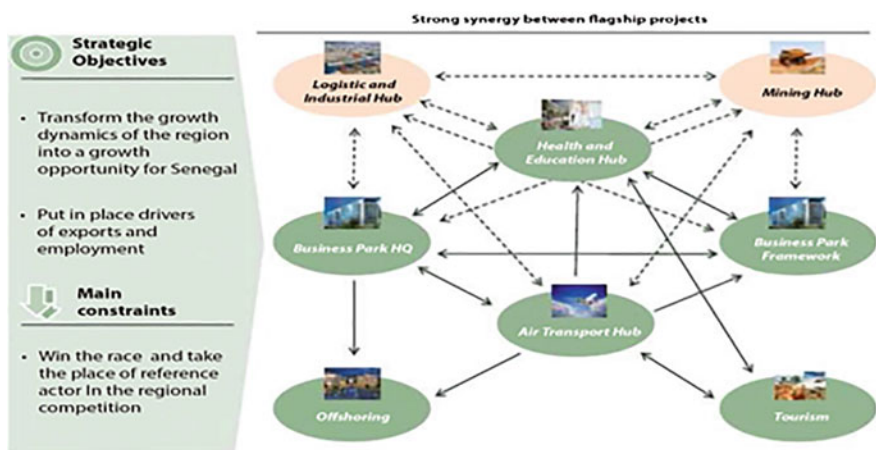 Strong synergy between flagship projects
Strategic
Objectives
• Transform the growth
dynamics of the region
into a growth
opportunity for Senegal
• Put in place drivers
of exports and
employment
Main
constraints
• Win the race and take
the place of reference
actor In the regional
competition
Logistic and
Industrial Hub
Mining Hub
Health and
Education Hub
Business Park HQ
Business Park
Framework
Air Transport Hub
Offshoring
Tourism